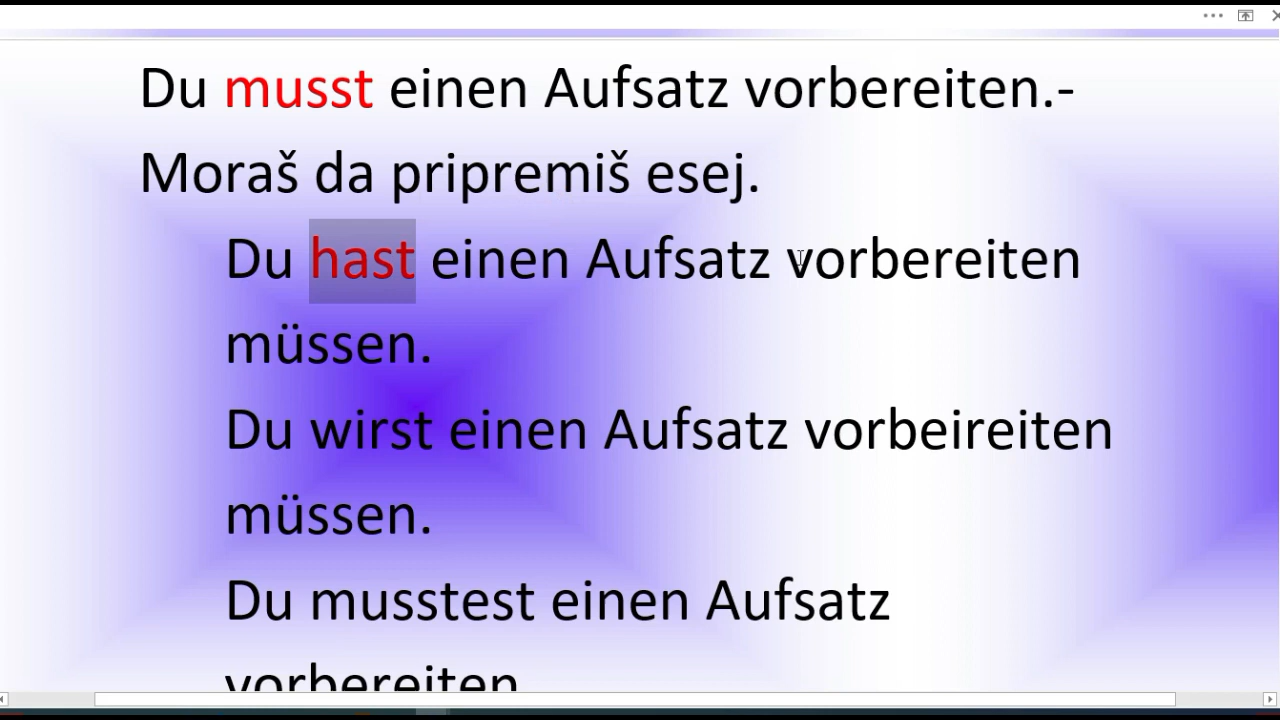 Du musst einen Aufsatz vorbereiten.-
Moraš da pripremiš esej.
Du hast einen Aufsatz vorbereiten
müssen.
Du wirst einen Aufsatz vorbeireiten
müssen.
Du musstest einen Aufsatz
vorbereiten